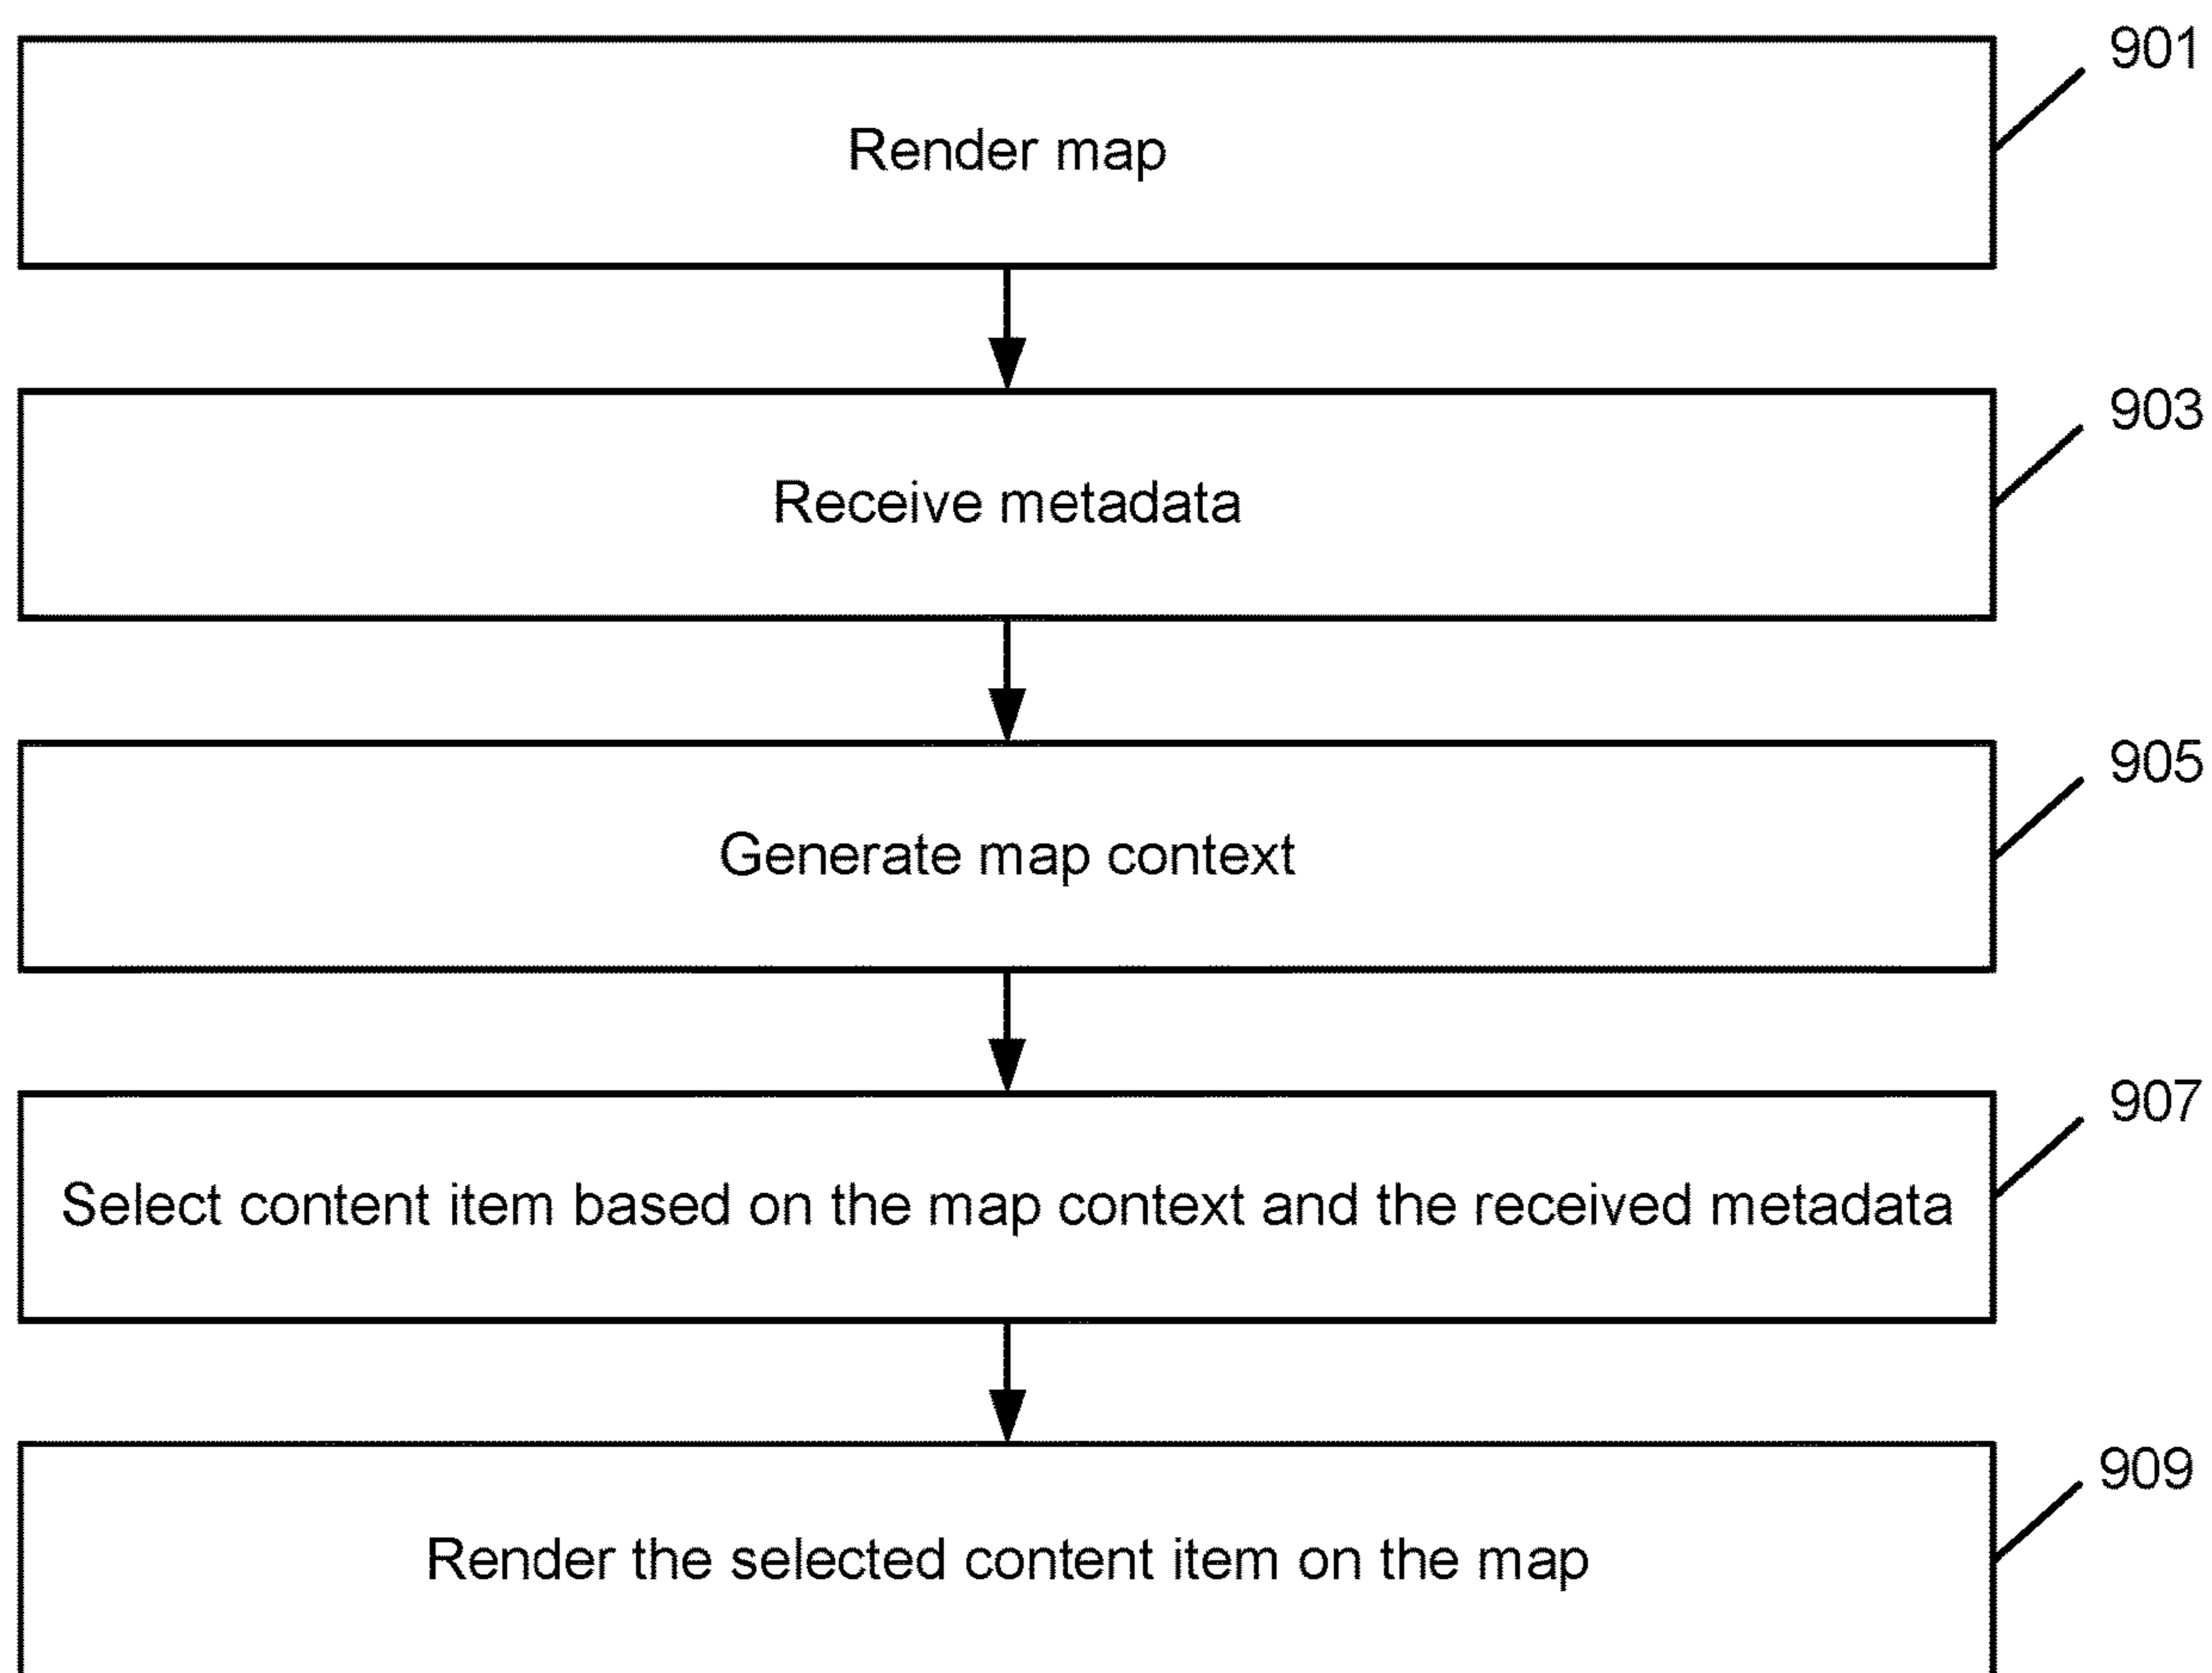 901
Render map
903
Receive metadata
905
Generate map context
907
Select content item based on the map context and the received metadata
909
Render the selected content item on the map